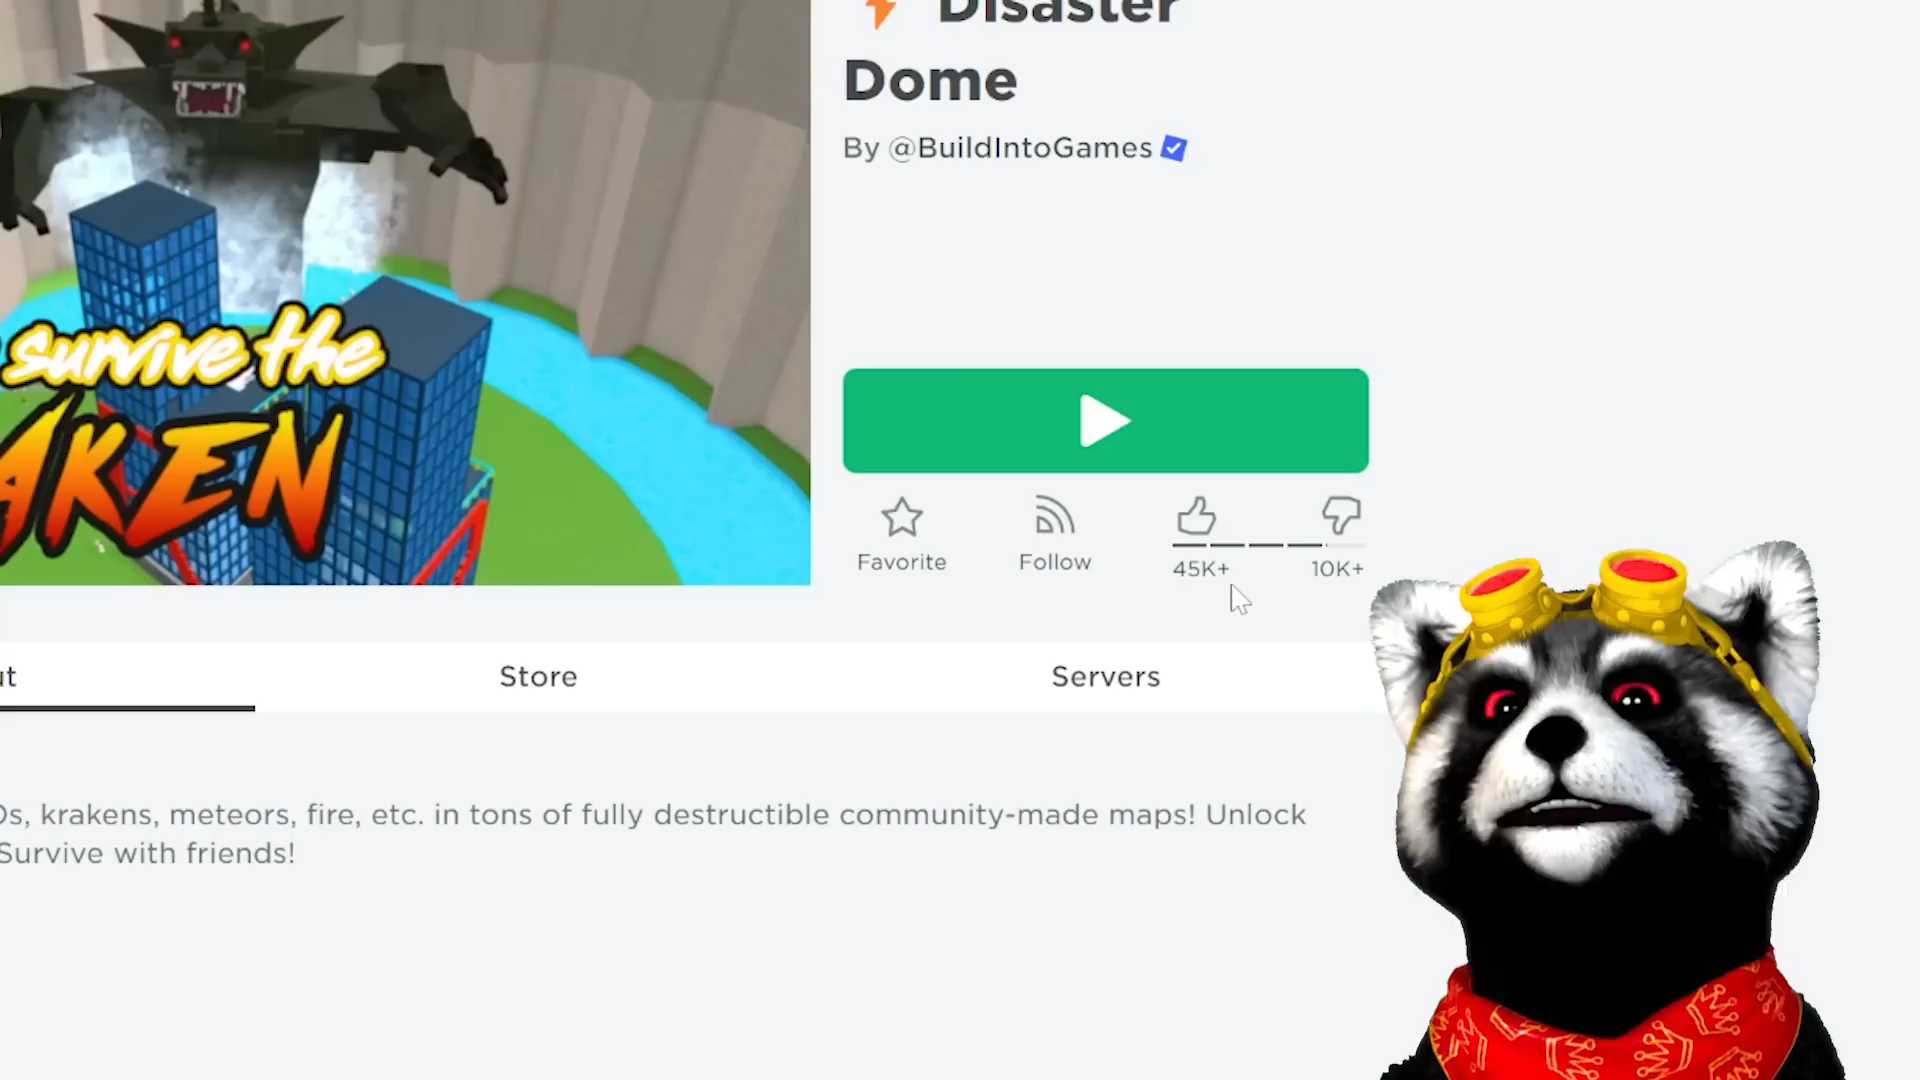 Disaster
Dome
By @BuildIntoGames
survive the
AKEN
Favorite
Follow
45K+
10K+
ut
Store
Servers
Os, krakens, meteors, fire, etc. in tons of fully destructible community-made maps! Unlock
Survive with friends!